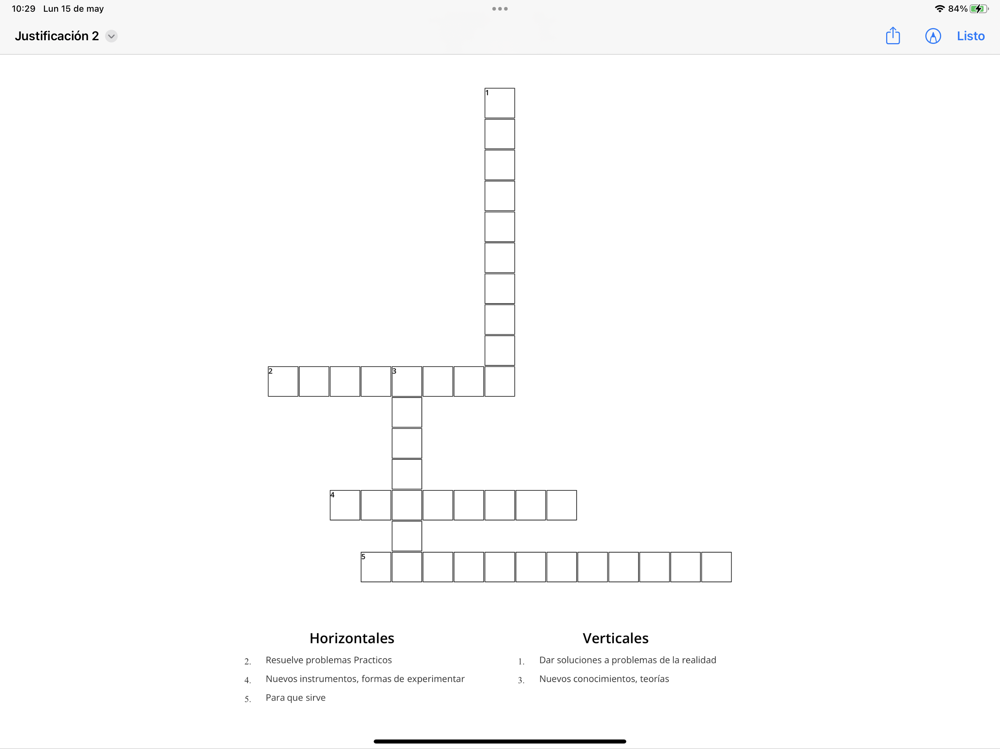 10:29 Lun 15 de may
84%
Justificación 2
Listo
1
2 3
4
5
Horizontales
2. Resuelve problemas Practicos
4. Nuevos instrumentos, formas de experimentar
5. Para que sirve
Verticales
1. Dar soluciones a problemas de la realidad
3. Nuevos conocimientos, teorías